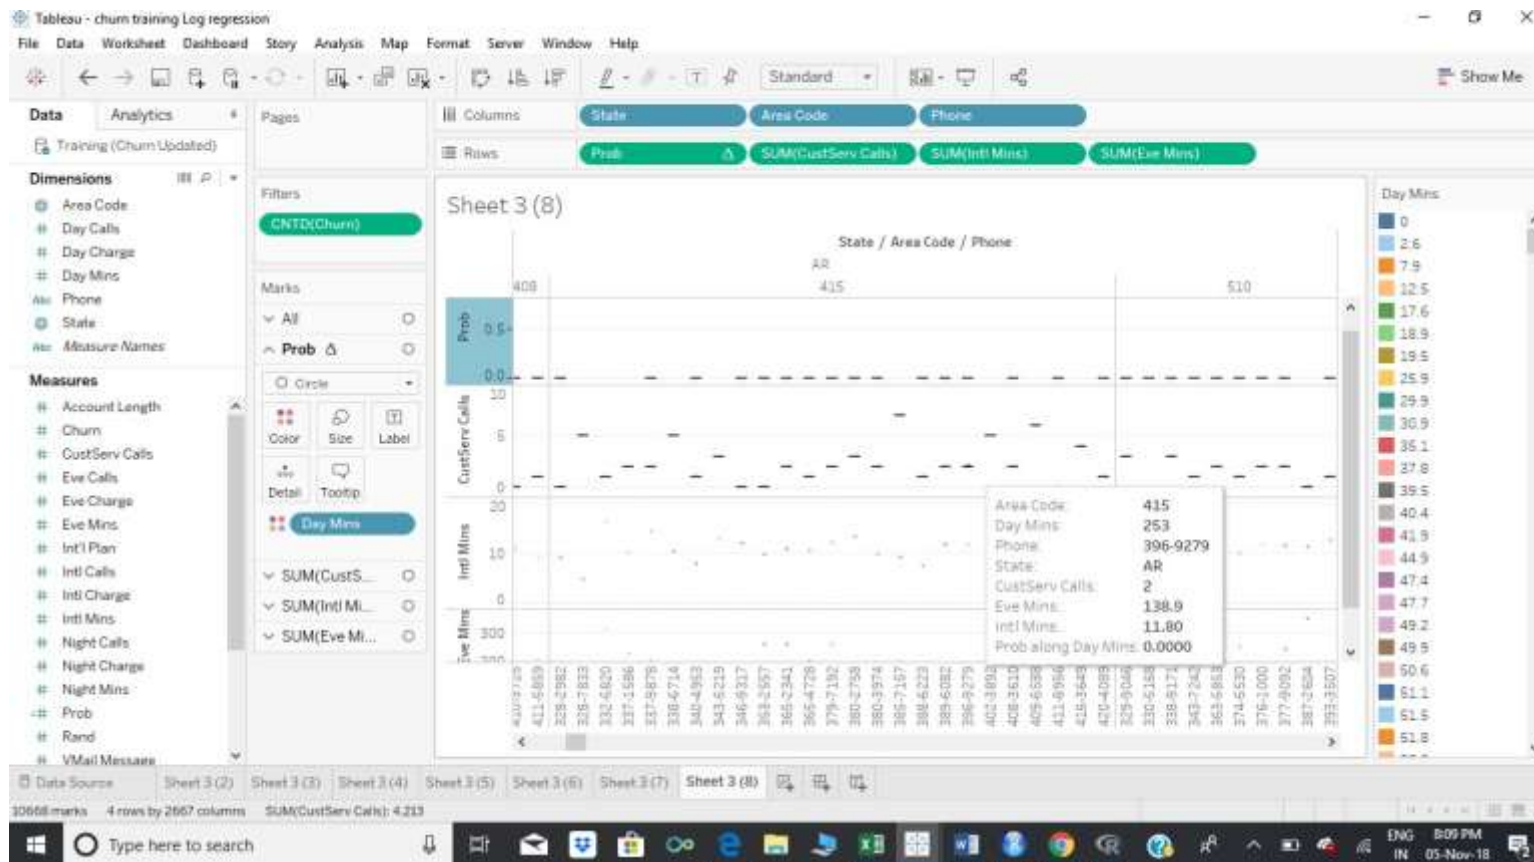 Tableau - churn training Log regression
File Data Worksheet Dashboard Story Analysis Map Format Server Window Help
Standard
Show Me
Data Analytics
Training (Churn Updated)
Dimensions
Area Code
Day Calls
Day Charge
Day Mins
Abc Phone
State
Abc Measure Names
Measures
Account Length
Churn
CustServ Calls
Eve Calls
Eve Charge
Eve Mins
Int'l Plan
Intl Calls
Intl Charge
Intl Mins
Night Calls
Night Charge
Night Mins
Prob
Rand
VMail Message
Pages
Filters
CNTD(Churn)
Marks
All
Prob Δ
Circle
Color Size Label
Detail Tooltip
Day Mins
SUM(CustS...
SUM(Intl Mi...
SUM(Eve Mi...
Columns State Area Code Phone
Rows Prob Δ SUM(CustServ Calls) SUM(Intl Mins) SUM(Eve Mins)
Sheet 3 (8)
State / Area Code / Phone
AR
408 415 510
Prob
0.5
0.0
CustServ Calls
10
5
0
Intl Mins
20
10
0
Eve Mins
300
Area Code: 415
Day Mins: 253
Phone: 396-9279
State: AR
CustServ Calls: 2
Eve Mins: 138.9
Intl Mins: 11.80
Prob along Day Mins: 0.0000
Day Mins
0
2.6
7.9
12.5
17.6
18.9
19.5
25.9
29.9
30.9
35.1
37.8
39.5
40.4
41.9
44.9
47.4
47.7
49.2
49.9
50.6
51.1
51.5
51.8
Data Source Sheet 3 (2) Sheet 3 (3) Sheet 3 (4) Sheet 3 (5) Sheet 3 (6) Sheet 3 (7) Sheet 3 (8)
10668 marks 4 rows by 2667 columns SUM(CustServ Calls): 4,213
Type here to search
ENG 8:09 PM
IN 05-Nov-18